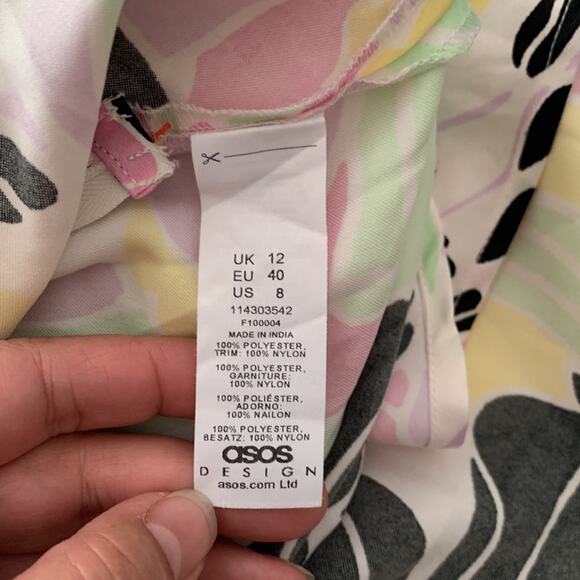 UK 12
EU 40
US 8
114303542
F100004
MADE IN INDIA
100% POLYESTER,
TRIM: 100% NYLON
100% POLYESTER,
GARNITURE:
100% NYLON
100% POLIÉSTER,
ADORNO:
100% NAILON
100% POLYESTER,
BESATZ: 100% NYLON
asos
DESIGN
asos.com Ltd